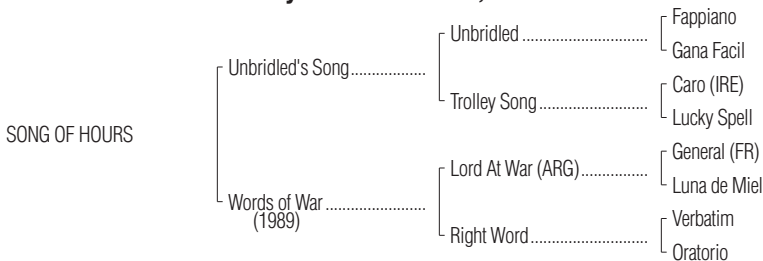 Fappiano
Unbridled ..............................
Gana Facil
Unbridled's Song..................
Caro (IRE)
Trolley Song..........................
Lucky Spell
SONG OF HOURS
General (FR)
Lord At War (ARG)................
Luna de Miel
Words of War ........................
(1989)
Verbatim
Right Word............................
Oratorio